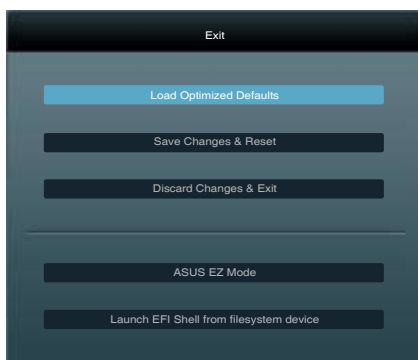 Exit
Load Optimized Defaults
Save Changes & Reset
Discard Changes & Exit
ASUS EZ Mode
Launch EFI Shell from filesystem device